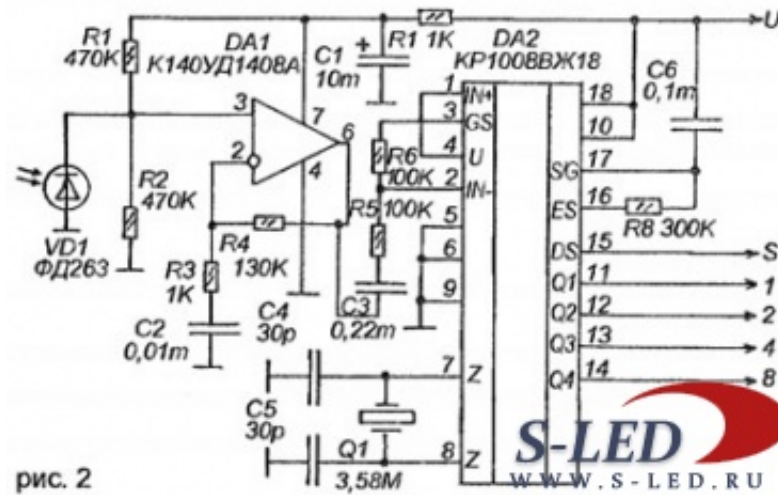 R1 1K
U
R1
470K
DA1
К140УД1408А
C1
10m
+
DA2
КР1008ВЖ18
C6
0,1m
3
2
7
6
4
R2
470K
VD1
ФД263
R3
1K
R4
130K
C2
0,01m
C4
30p
R6
100K
R5
100K
C3
0,22m
C5
30p
Q1
3,58M
1 IN+
3 GS
4 U
2 IN-
5
6
9
7 Z
8 Z
18
10
SG 17
ES 16
R8 300K
DS 15 S
Q1 11 1
Q2 12 2
Q3 13 4
Q4 14 8
рис. 2
S-LED
WWW.S-LED.RU